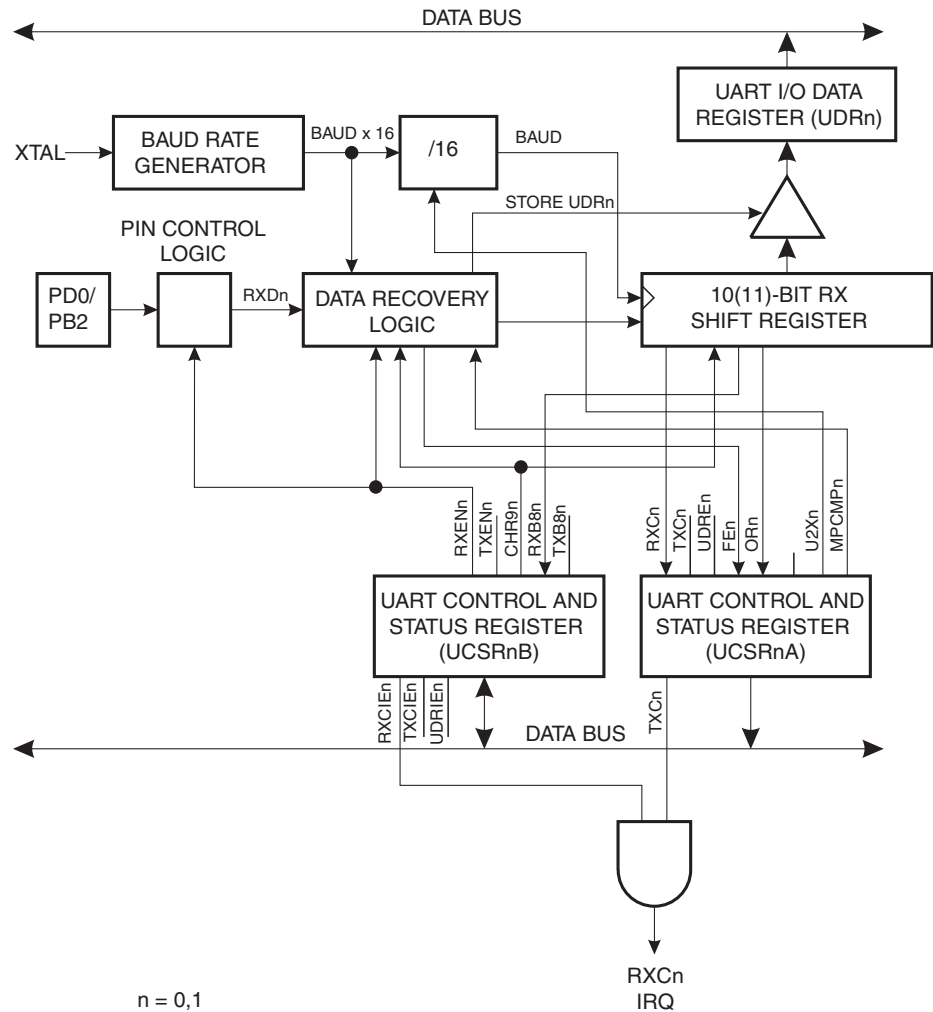 DATA BUS
UART I/O DATA
REGISTER (UDRn)
XTAL
BAUD RATE
GENERATOR
BAUD x 16
/16
BAUD
STORE UDRn
PIN CONTROL
LOGIC
PD0/
PB2
RXDn
DATA RECOVERY
LOGIC
10(11)-BIT RX
SHIFT REGISTER
RXENn
TXENn
CHR9n
RXB8n
TXB8n
RXCn
TXCn
UDREn
FEn
ORn
U2Xn
MPCMPn
UART CONTROL AND
STATUS REGISTER
(UCSRnB)
UART CONTROL AND
STATUS REGISTER
(UCSRnA)
RXCIEn
TXCIEn
UDRIEn
TXCn
DATA BUS
RXCn
IRQ
n = 0,1